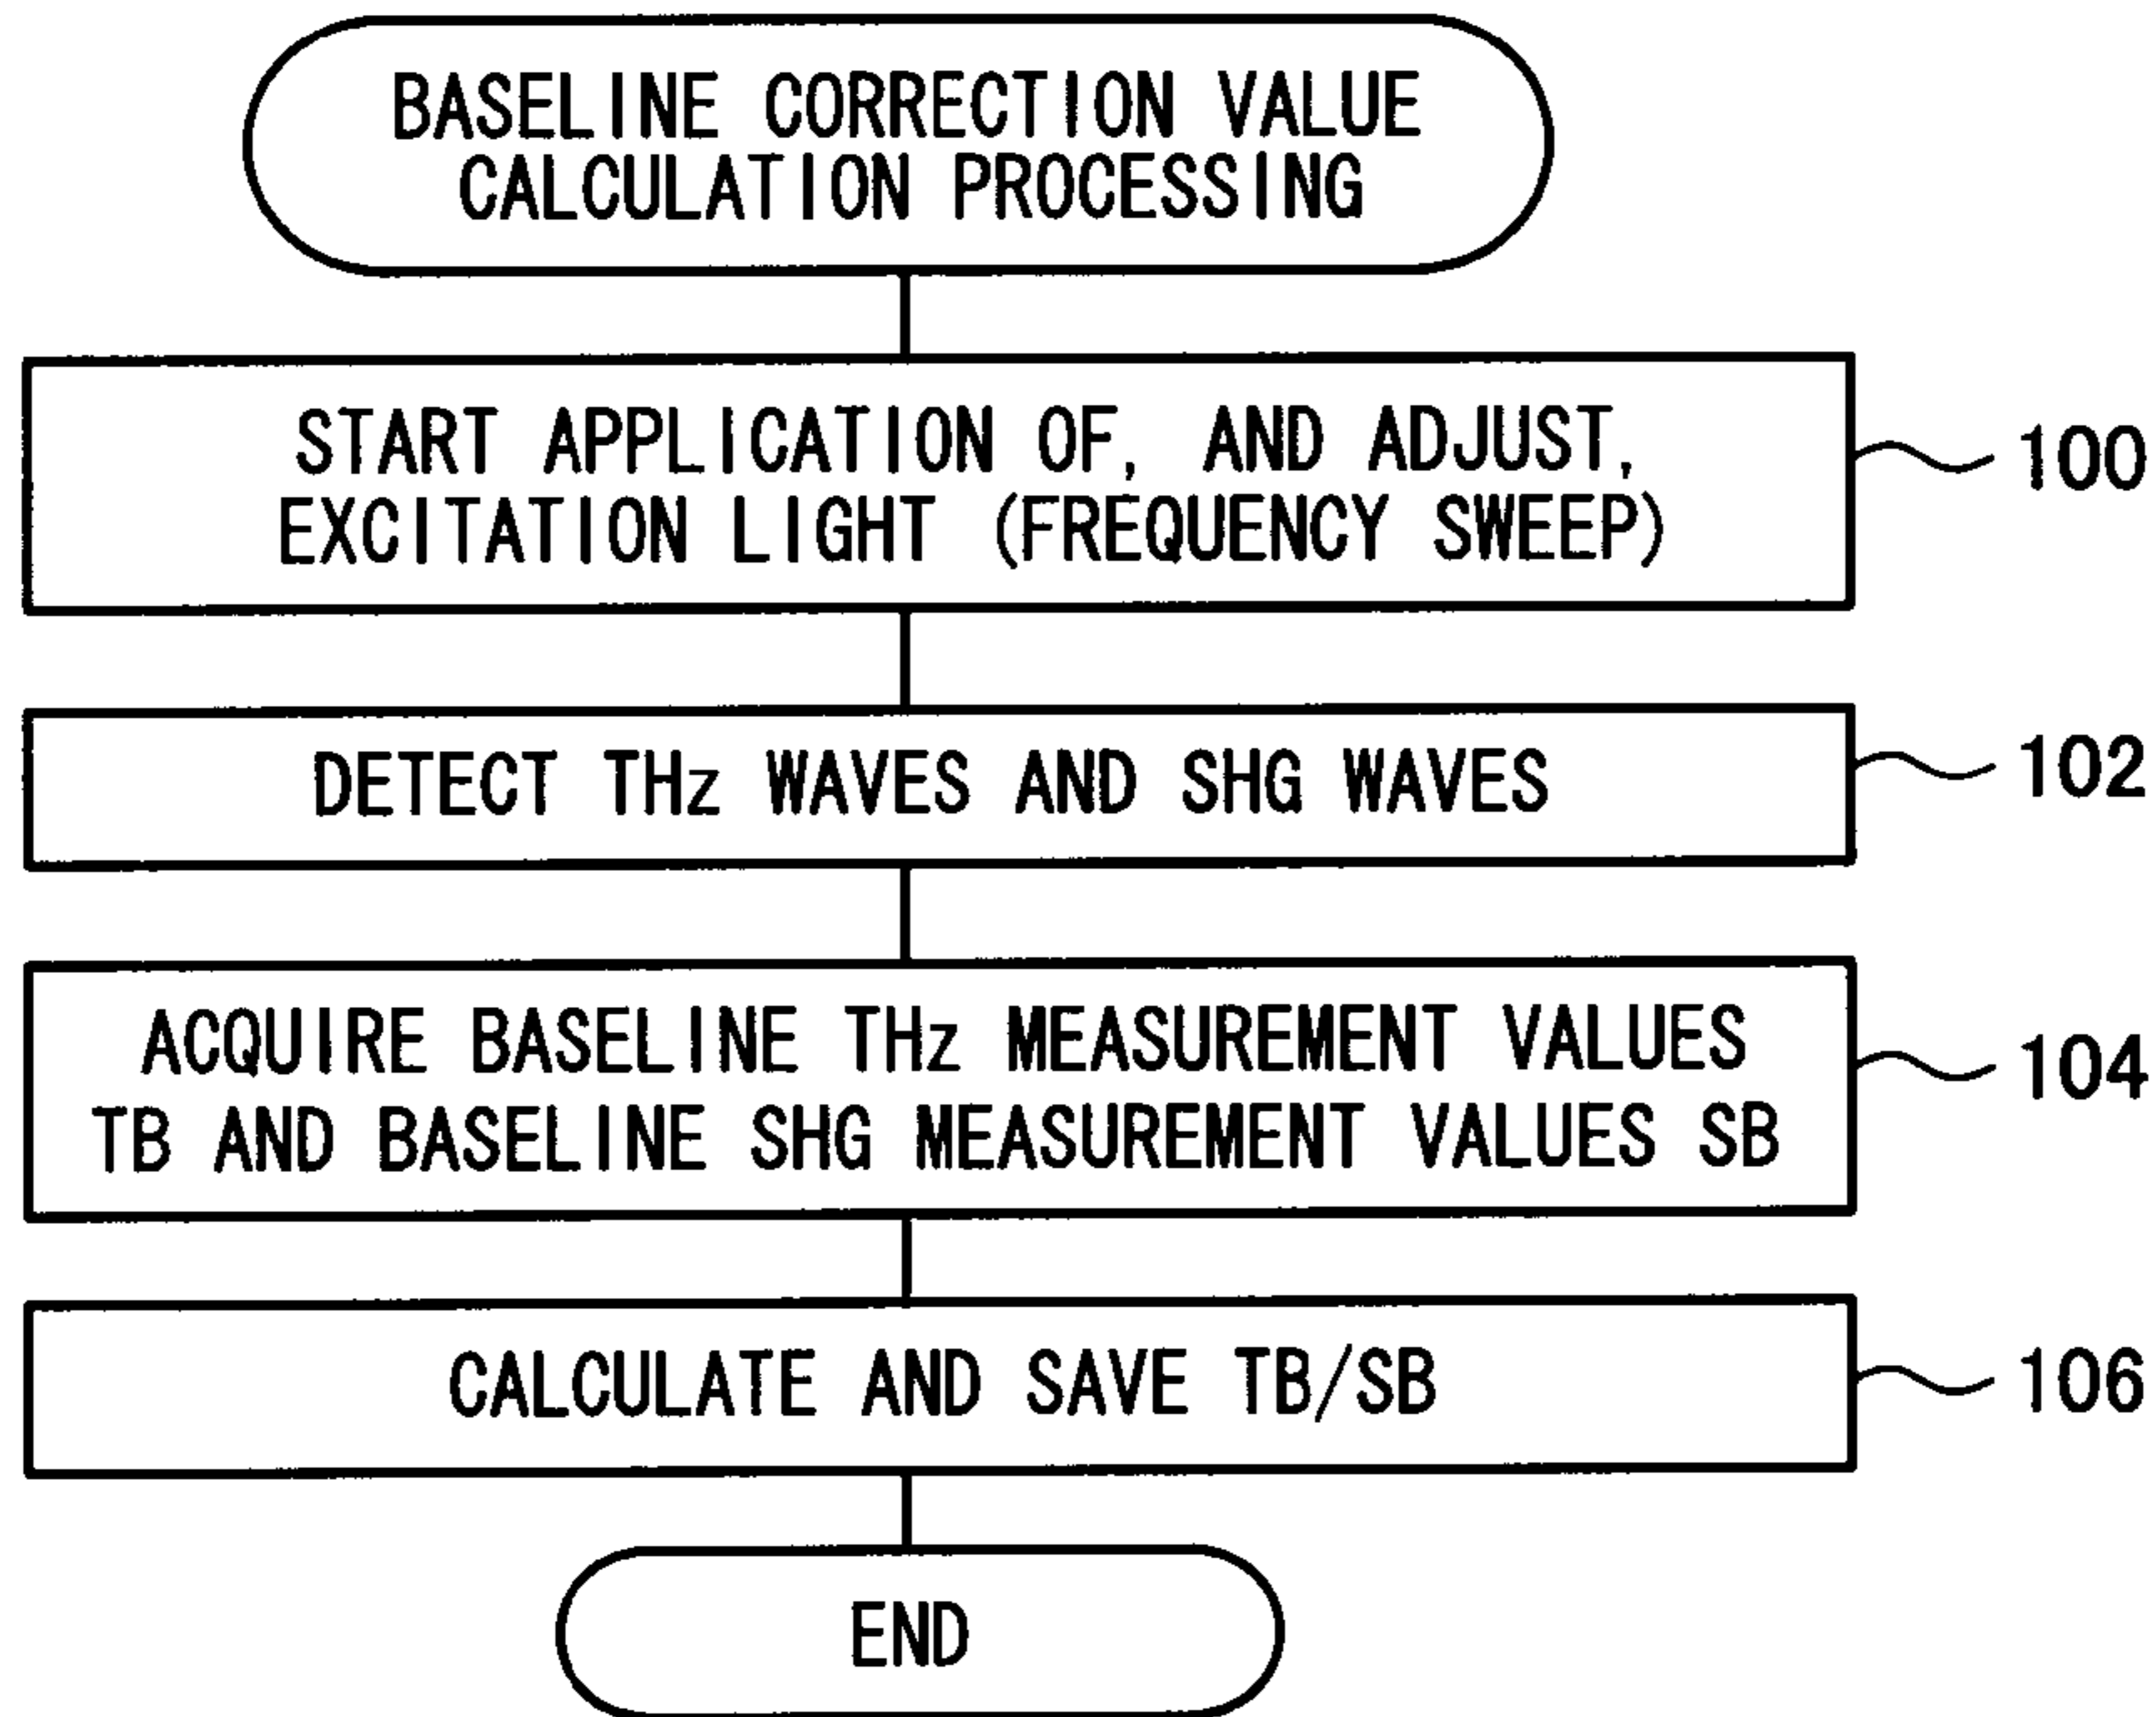 BASELINE CORRECTION VALUE
CALCULATION PROCESSING
START APPLICATION OF, AND ADJUST,
EXCITATION LIGHT (FREQUENCY SWEEP)
100
DETECT THz WAVES AND SHG WAVES
102
ACQUIRE BASELINE THz MEASUREMENT VALUES
TB AND BASELINE SHG MEASUREMENT VALUES SB
104
CALCULATE AND SAVE TB/SB
106
END